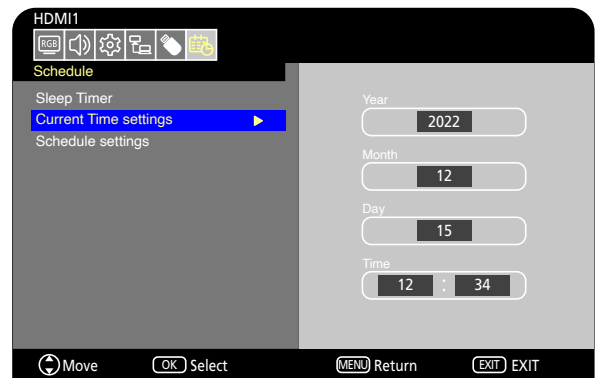 HDMI1
RGB
Schedule
Sleep Timer
Current Time settings
Schedule settings
Year
2022
Month
12
Day
15
Time
12 : 34
Move OK Select MENU Return EXIT EXIT